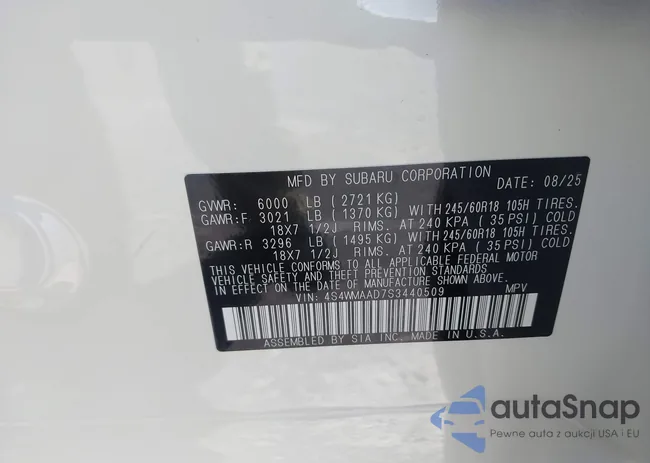 MFD BY SUBARU CORPORATION
DATE: 08/25
GVWR: 6000 LB (2721 KG)
GAWR:F 3021 LB (1370 KG) WITH 245/60R18 105H TIRES.
18X7 1/2J RIMS. AT 240 KPA ( 35 PSI) COLD
GAWR:R 3296 LB (1495 KG) WITH 245/60R18 105H TIRES.
18X7 1/2J RIMS. AT 240 KPA ( 35 PSI) COLD
THIS VEHICLE CONFORMS TO ALL APPLICABLE FEDERAL MOTOR
VEHICLE SAFETY AND THEFT PREVENTION STANDARDS
IN EFFECT ON THE DATE OF MANUFACTURE SHOWN ABOVE.
VIN: 4S4WMAAD7S3440509 MPV
ASSEMBLED BY SIA INC. MADE IN U.S.A.
autaSnap
Pewne auta z aukcji USA i EU